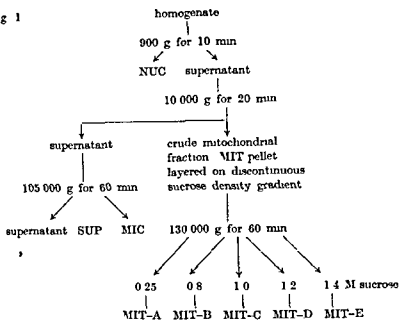 g 1
homogenate
900 g for 10 min
NUC supernatant
10 000 g for 20 min
supernatant
crude mitochondrial
fraction MIT pellet
layered on discontinuous
sucrose density gradient
105 000 g for 60 min
supernatant SUP MIC
130 000 g for 60 min
0 25 0 8 1 0 1 2 1 4 M sucrose
MIT–A MIT–B MIT–C MIT–D MIT–E